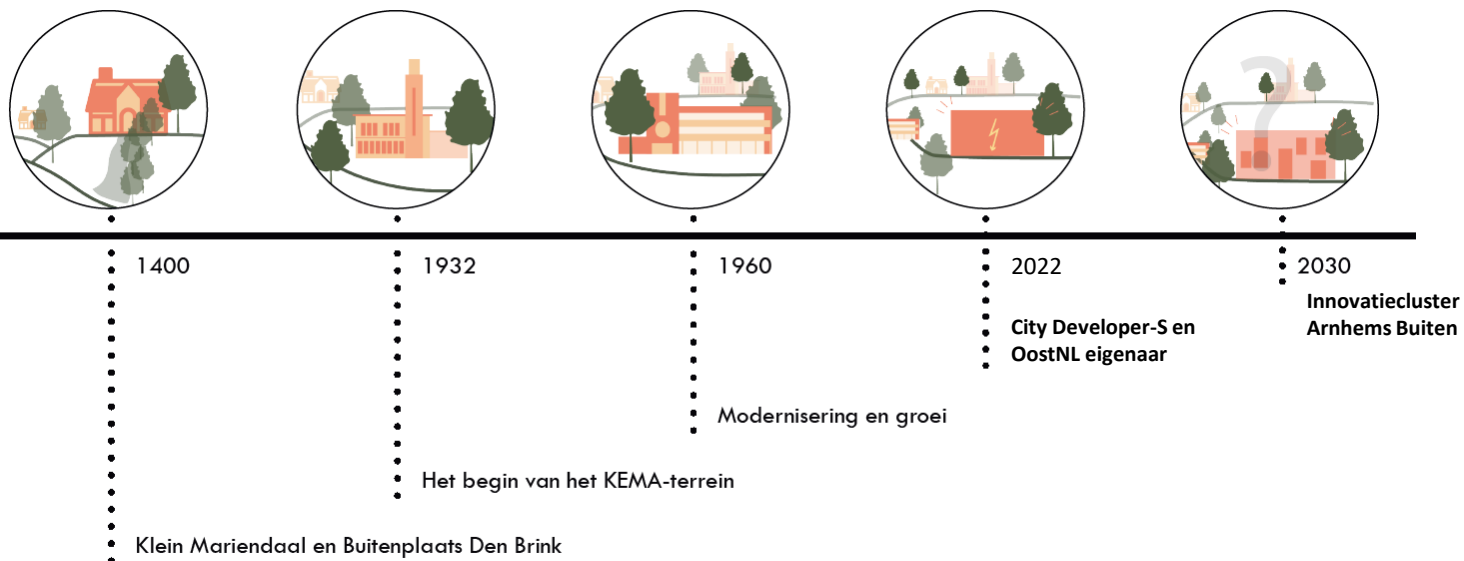 1400
1932
1960
2022
2030
Innovatiecluster
Arnhems Buiten
City Developer-S en
OostNL eigenaar
Modernisering en groei
Het begin van het KEMA-terrein
Klein Mariendaal en Buitenplaats Den Brink
?